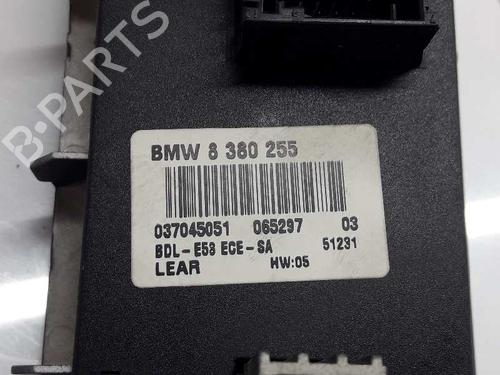 B-PARTS
BMW 8 380 255
037045051 065297 03
BDL-E53 ECE-SA 51231
LEAR HW:05